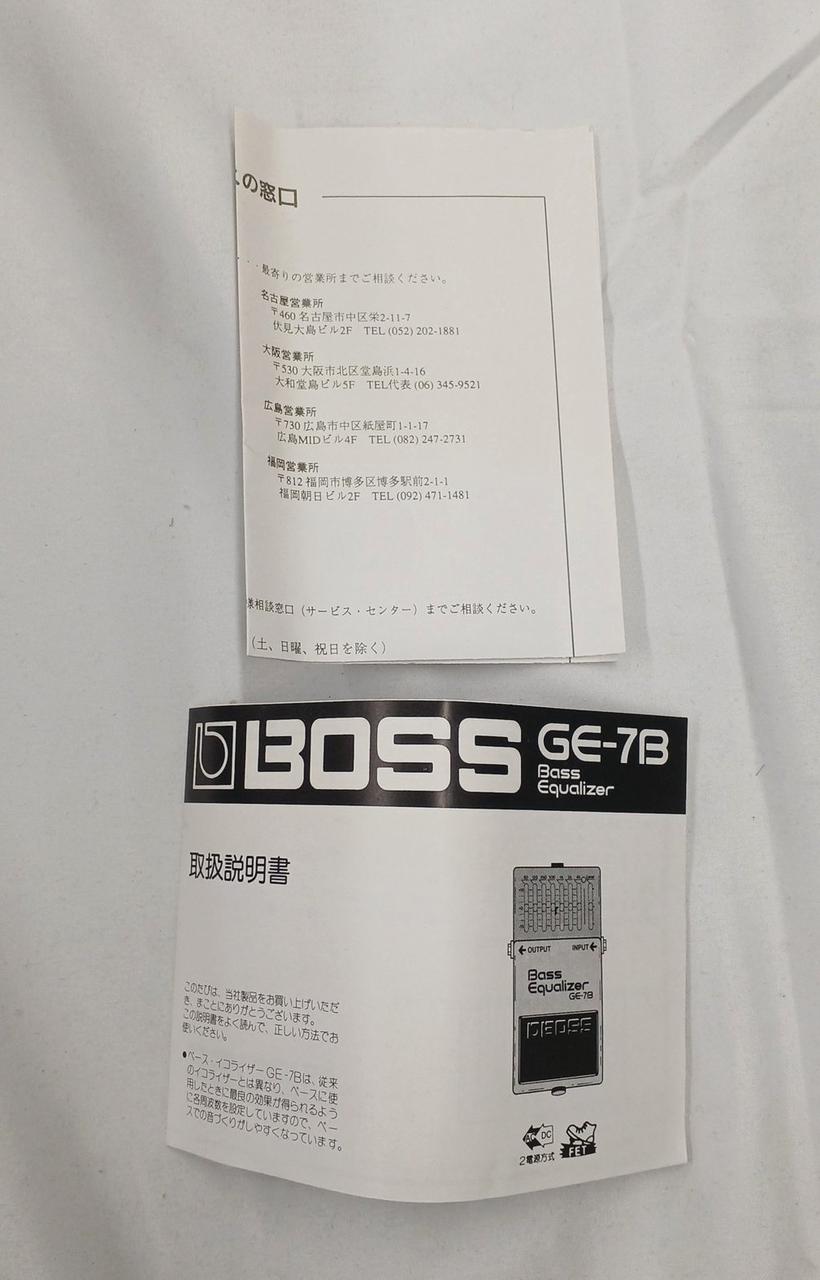 の窓口
最寄りの営業所までご相談ください。
名古屋営業所
〒460 名古屋市中区栄2-11-7
伏見大島ビル2F TEL (052) 202-1881
大阪営業所
〒530 大阪市北区堂島浜1-4-16
大和堂島ビル5F TEL代表 (06) 345-9521
広島営業所
〒730 広島市中区紙屋町1-1-17
広島MIDビル4F TEL (082) 247-2731
福岡営業所
〒812 福岡市博多区博多駅前2-1-1
福岡朝日ビル2F TEL (092) 471-1481
様相談窓口（サービス・センター）までご相談ください。
（土、日曜、祝日を除く）
BOSS GE-7B
Bass
Equalizer
取扱説明書
このたびは、当社製品をお買い上げいただ
き、まことにありがとうございます。
この説明書をよく読んで、正しい方法でお
使いください。
●ベース・イコライザーGE-7Bは、従来
のイコライザーとは異なり、ベースに使
用したときに最良の効果が得られるよう
に各周波数を設定していますので、ベー
スでの音づくりがしやすくなっています。
←OUTPUT INPUT←
Bass
Equalizer
GE-7B
BOSS
AC DC
2電源方式
FET